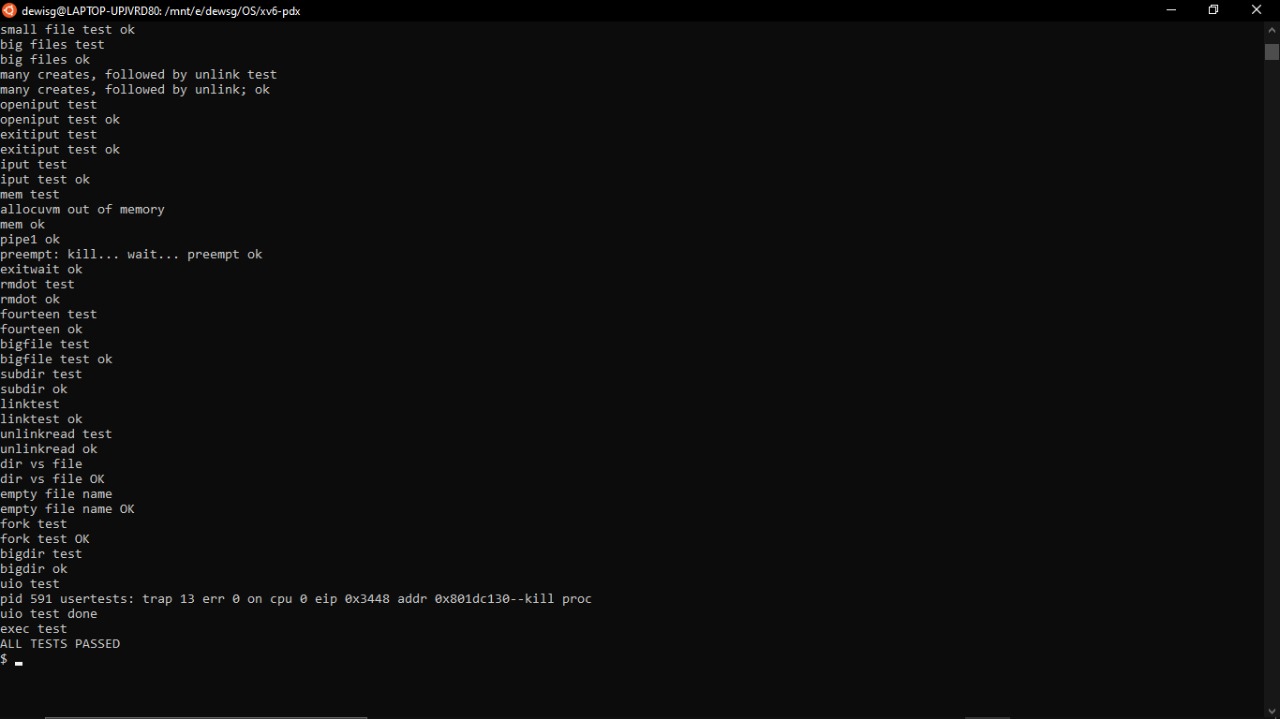 dewisg@LAPTOP-UPJVRD80: /mnt/e/dewsg/OS/xv6-pdx
small file test ok
big files test
big files ok
many creates, followed by unlink test
many creates, followed by unlink; ok
openiput test
openiput test ok
exitiput test
exitiput test ok
iput test
iput test ok
mem test
allocuvm out of memory
mem ok
pipe1 ok
preempt: kill... wait... preempt ok
exitwait ok
rmdot test
rmdot ok
fourteen test
fourteen ok
bigfile test
bigfile test ok
subdir test
subdir ok
linktest
linktest ok
unlinkread test
unlinkread ok
dir vs file
dir vs file OK
empty file name
empty file name OK
fork test
fork test OK
bigdir test
bigdir ok
uio test
pid 591 usertests: trap 13 err 0 on cpu 0 eip 0x3448 addr 0x801dc130--kill proc
uio test done
exec test
ALL TESTS PASSED
$